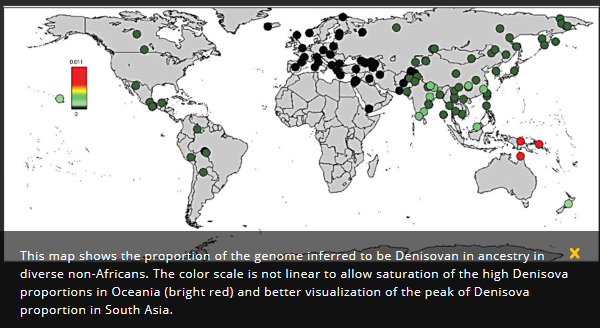 0.011
0
This map shows the proportion of the genome inferred to be Denisovan in ancestry in
diverse non-Africans. The color scale is not linear to allow saturation of the high Denisova
proportions in Oceania (bright red) and better visualization of the peak of Denisova
proportion in South Asia.